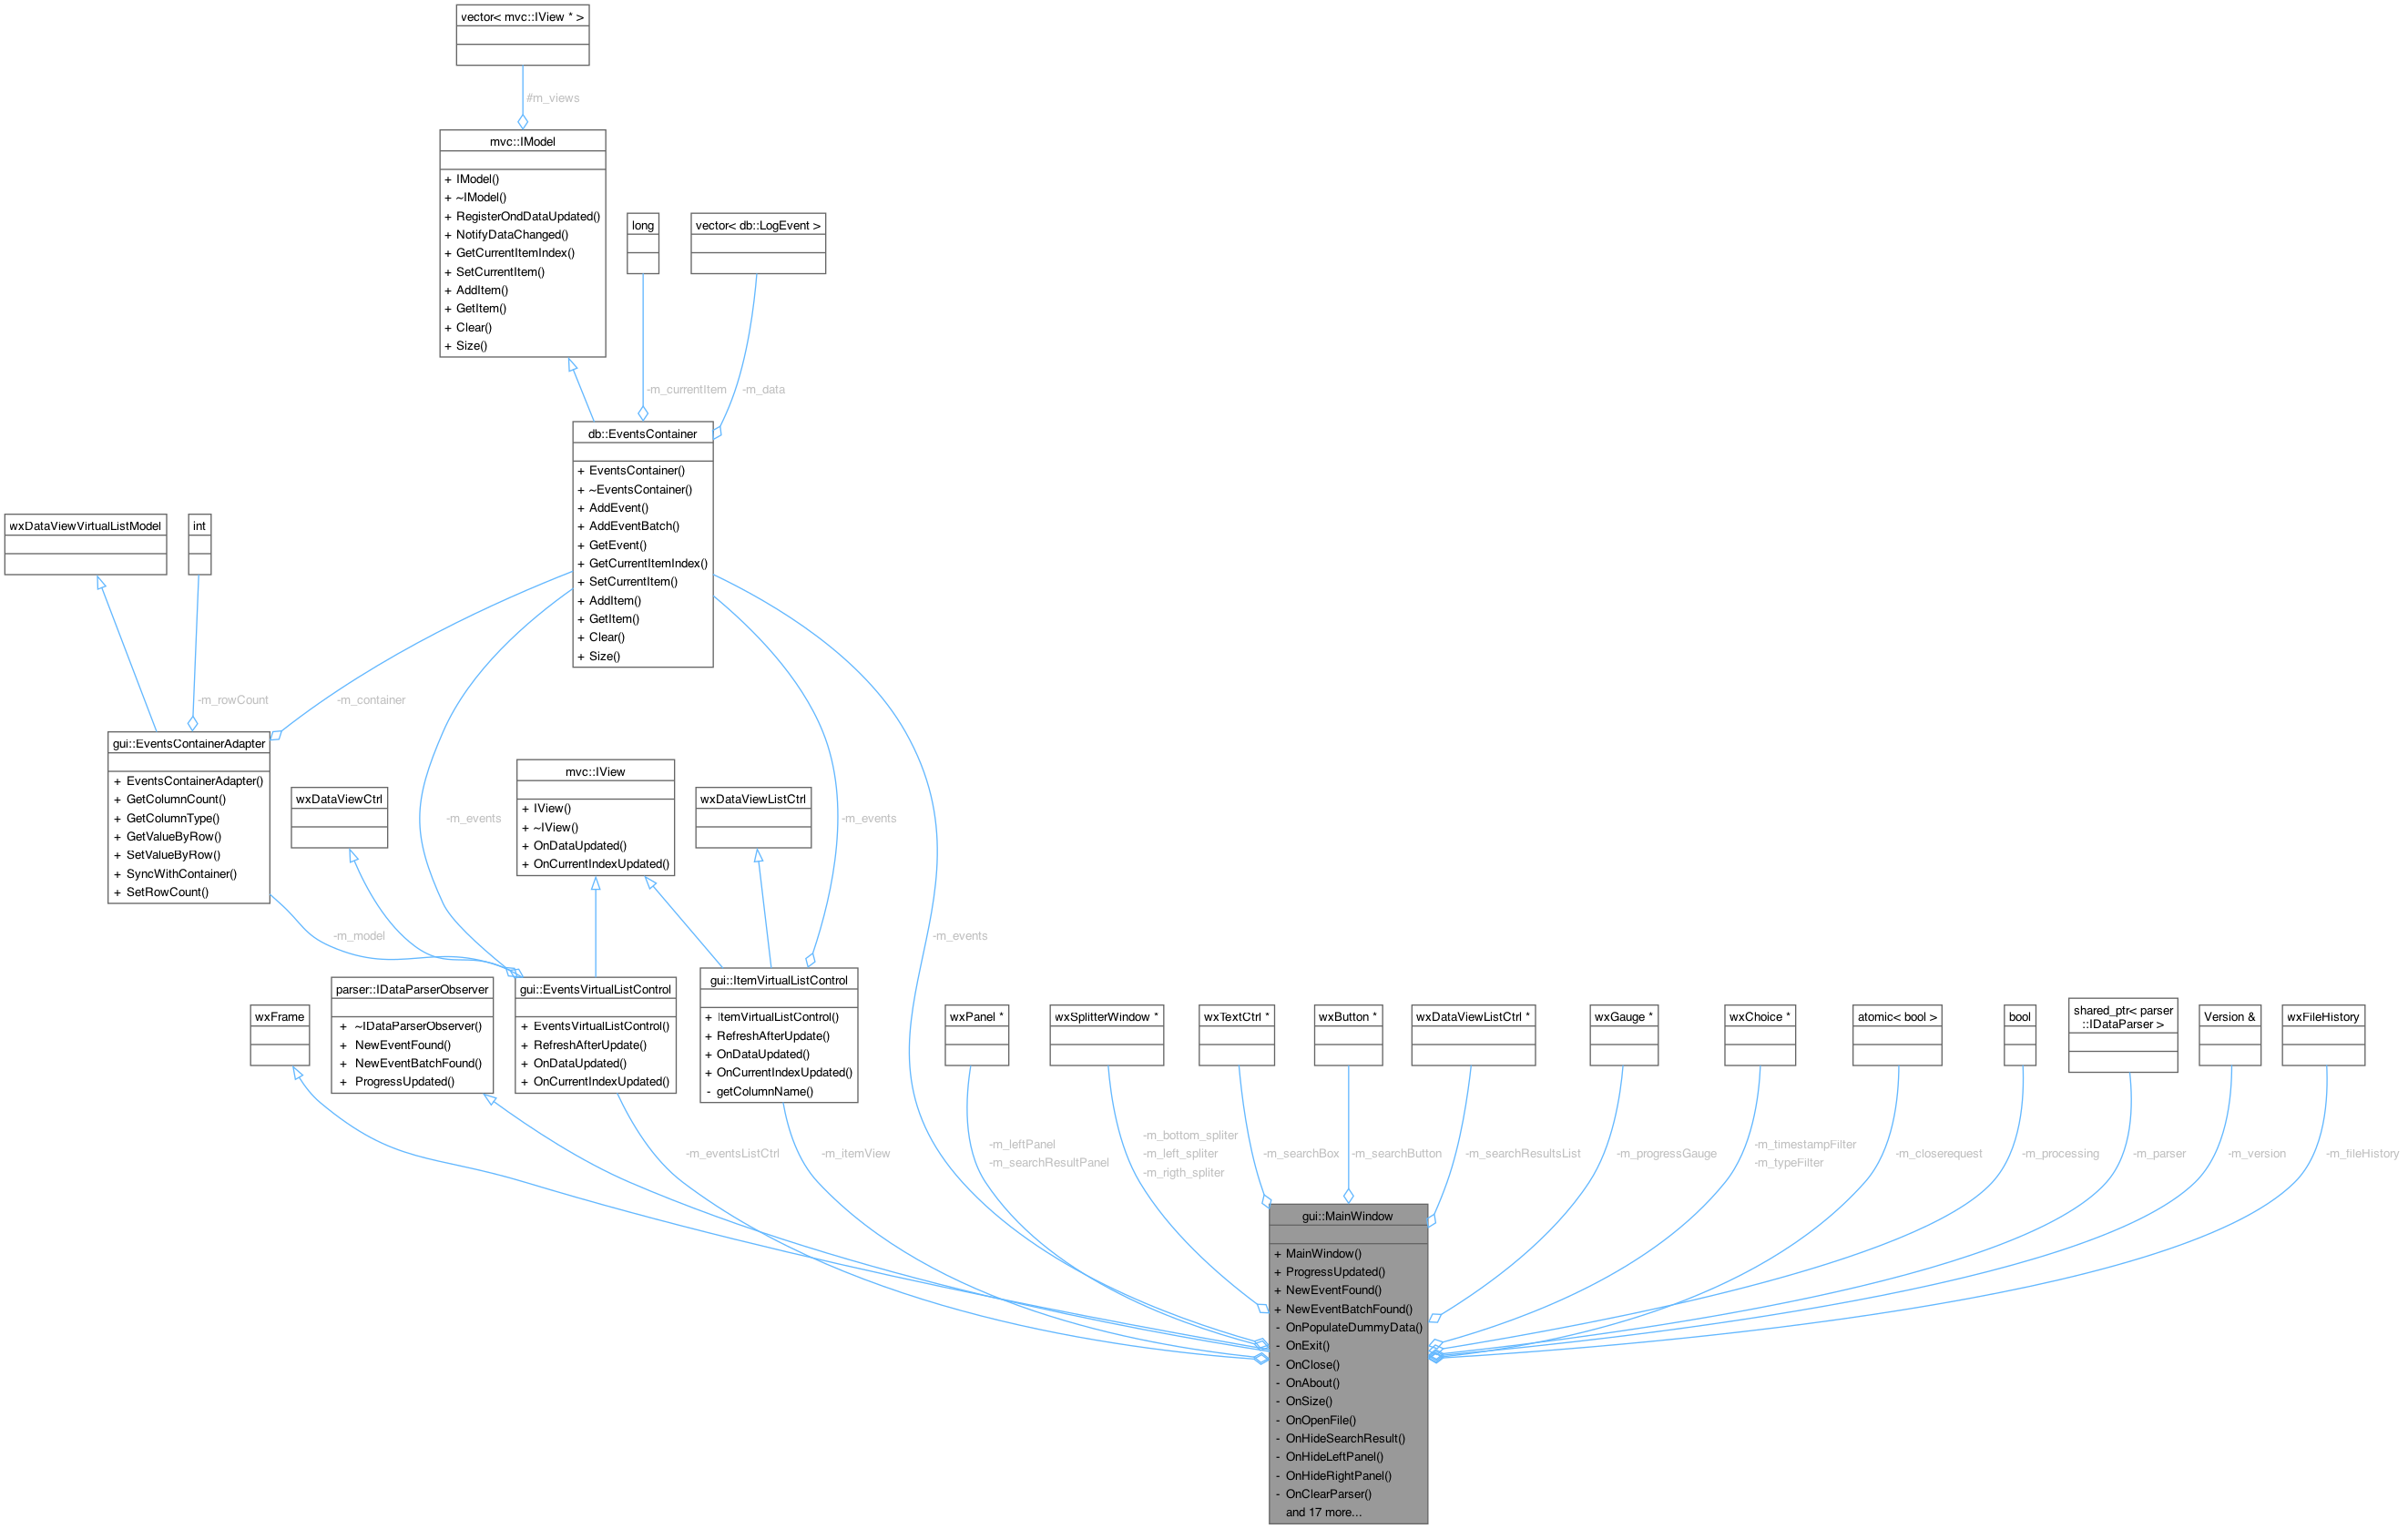 vector< mvc::IView * >
#m_views
mvc::IModel
+ IModel()
+ ~IModel()
+ RegisterOndDataUpdated()
+ NotifyDataChanged()
+ GetCurrentItemIndex()
+ SetCurrentItem()
+ AddItem()
+ GetItem()
+ Clear()
+ Size()
long
vector< db::LogEvent >
-m_currentItem
-m_data
db::EventsContainer
+ EventsContainer()
+ ~EventsContainer()
+ AddEvent()
+ AddEventBatch()
+ GetEvent()
+ GetCurrentItemIndex()
+ SetCurrentItem()
+ AddItem()
+ GetItem()
+ Clear()
+ Size()
wxDataViewVirtualListModel
int
-m_rowCount
-m_container
gui::EventsContainerAdapter
+ EventsContainerAdapter()
+ GetColumnCount()
+ GetColumnType()
+ GetValueByRow()
+ SetValueByRow()
+ SyncWithContainer()
+ SetRowCount()
wxDataViewCtrl
-m_events
mvc::IView
+ IView()
+ ~IView()
+ OnDataUpdated()
+ OnCurrentIndexUpdated()
wxDataViewListCtrl
-m_events
-m_model
-m_events
wxFrame
parser::IDataParserObserver
+ ~IDataParserObserver()
+ NewEventFound()
+ NewEventBatchFound()
+ ProgressUpdated()
gui::EventsVirtualListControl
+ EventsVirtualListControl()
+ RefreshAfterUpdate()
+ OnDataUpdated()
+ OnCurrentIndexUpdated()
gui::ItemVirtualListControl
+ ItemVirtualListControl()
+ RefreshAfterUpdate()
+ OnDataUpdated()
+ OnCurrentIndexUpdated()
- getColumnName()
wxPanel *
wxSplitterWindow *
wxTextCtrl *
wxButton *
wxDataViewListCtrl *
wxGauge *
wxChoice *
atomic< bool >
bool
shared_ptr< parser
::IDataParser >
Version &
wxFileHistory
-m_eventsListCtrl
-m_itemView
-m_leftPanel
-m_searchResultPanel
-m_bottom_spliter
-m_left_spliter
-m_rigth_spliter
-m_searchBox
-m_searchButton
-m_searchResultsList
-m_progressGauge
-m_timestampFilter
-m_typeFilter
-m_closerequest
-m_processing
-m_parser
-m_version
-m_fileHistory
gui::MainWindow
+ MainWindow()
+ ProgressUpdated()
+ NewEventFound()
+ NewEventBatchFound()
- OnPopulateDummyData()
- OnExit()
- OnClose()
- OnAbout()
- OnSize()
- OnOpenFile()
- OnHideSearchResult()
- OnHideLeftPanel()
- OnHideRightPanel()
- OnClearParser()
and 17 more...